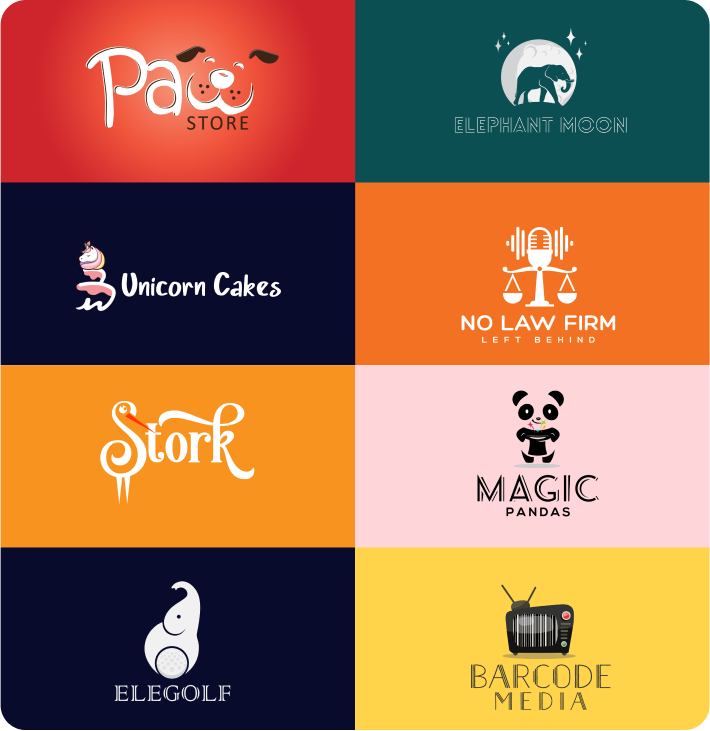 Paw
STORE
ELEPHANT MOON
Unicorn Cakes
NO LAW FIRM
LEFT BEHIND
Stork
MAGIC
PANDAS
ELEGOLF
BARCODE
MEDIA